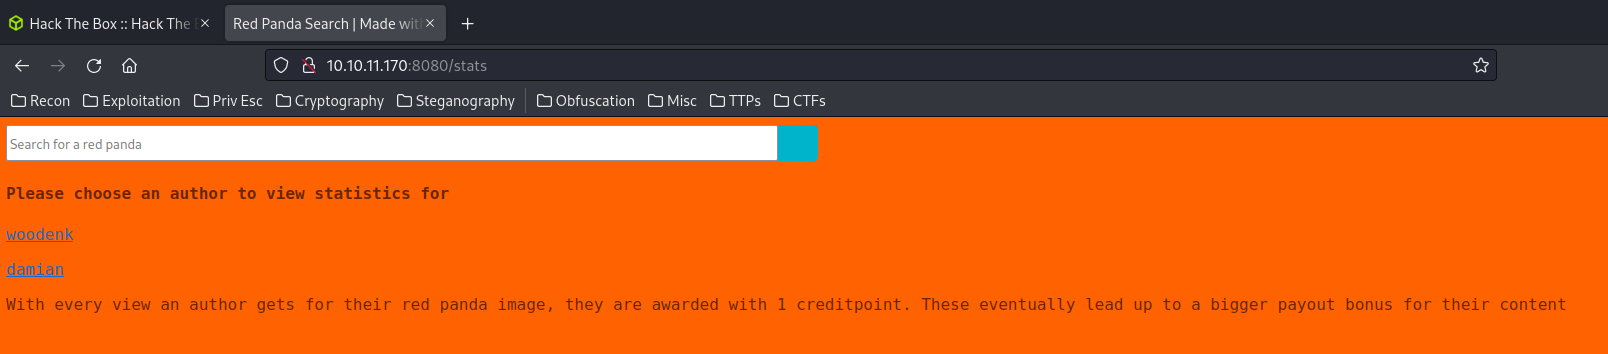 Hack The Box :: Hack The
Red Panda Search | Made wit
10.10.11.170:8080/stats
Recon Exploitation Priv Esc Cryptography Steganography Obfuscation Misc TTPs CTFs
Search for a red panda
Please choose an author to view statistics for
woodenk
damian
With every view an author gets for their red panda image, they are awarded with 1 creditpoint. These eventually lead up to a bigger payout bonus for their content